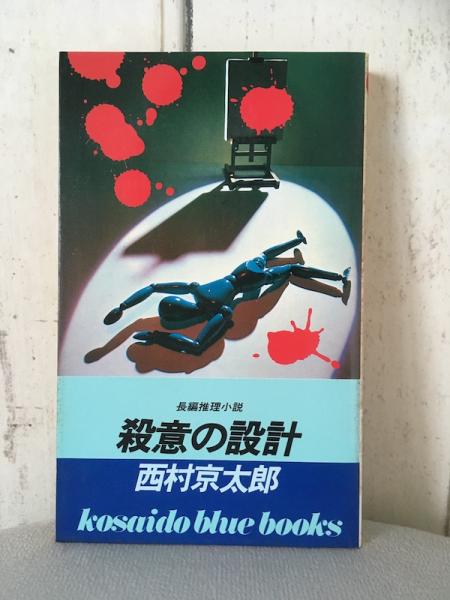 長編推理小説
殺意の設計
西村京太郎
kosaido blue books